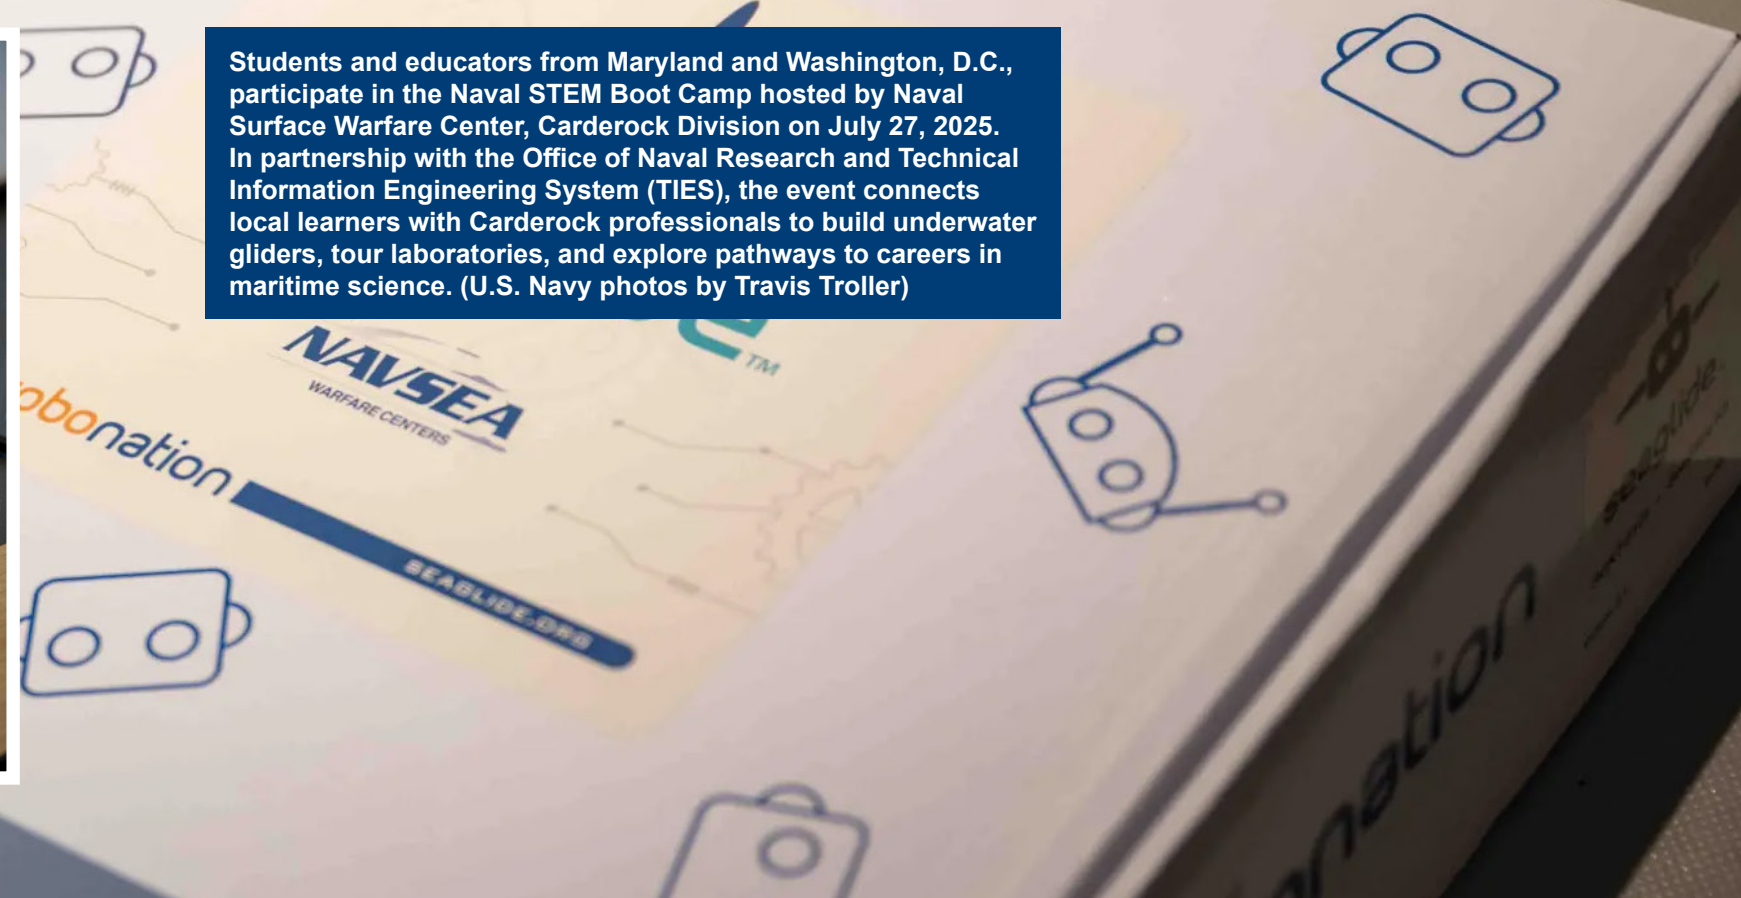 Students and educators from Maryland and Washington, D.C.,
participate in the Naval STEM Boot Camp hosted by Naval
Surface Warfare Center, Carderock Division on July 27, 2025.
In partnership with the Office of Naval Research and Technical
Information Engineering System (TIES), the event connects
local learners with Carderock professionals to build underwater
gliders, tour laboratories, and explore pathways to careers in
maritime science. (U.S. Navy photos by Travis Troller)
TM
NAVSEA
WARFARE CENTERS
obonation
SEAGLIDE.ORG
seaglide.
onation